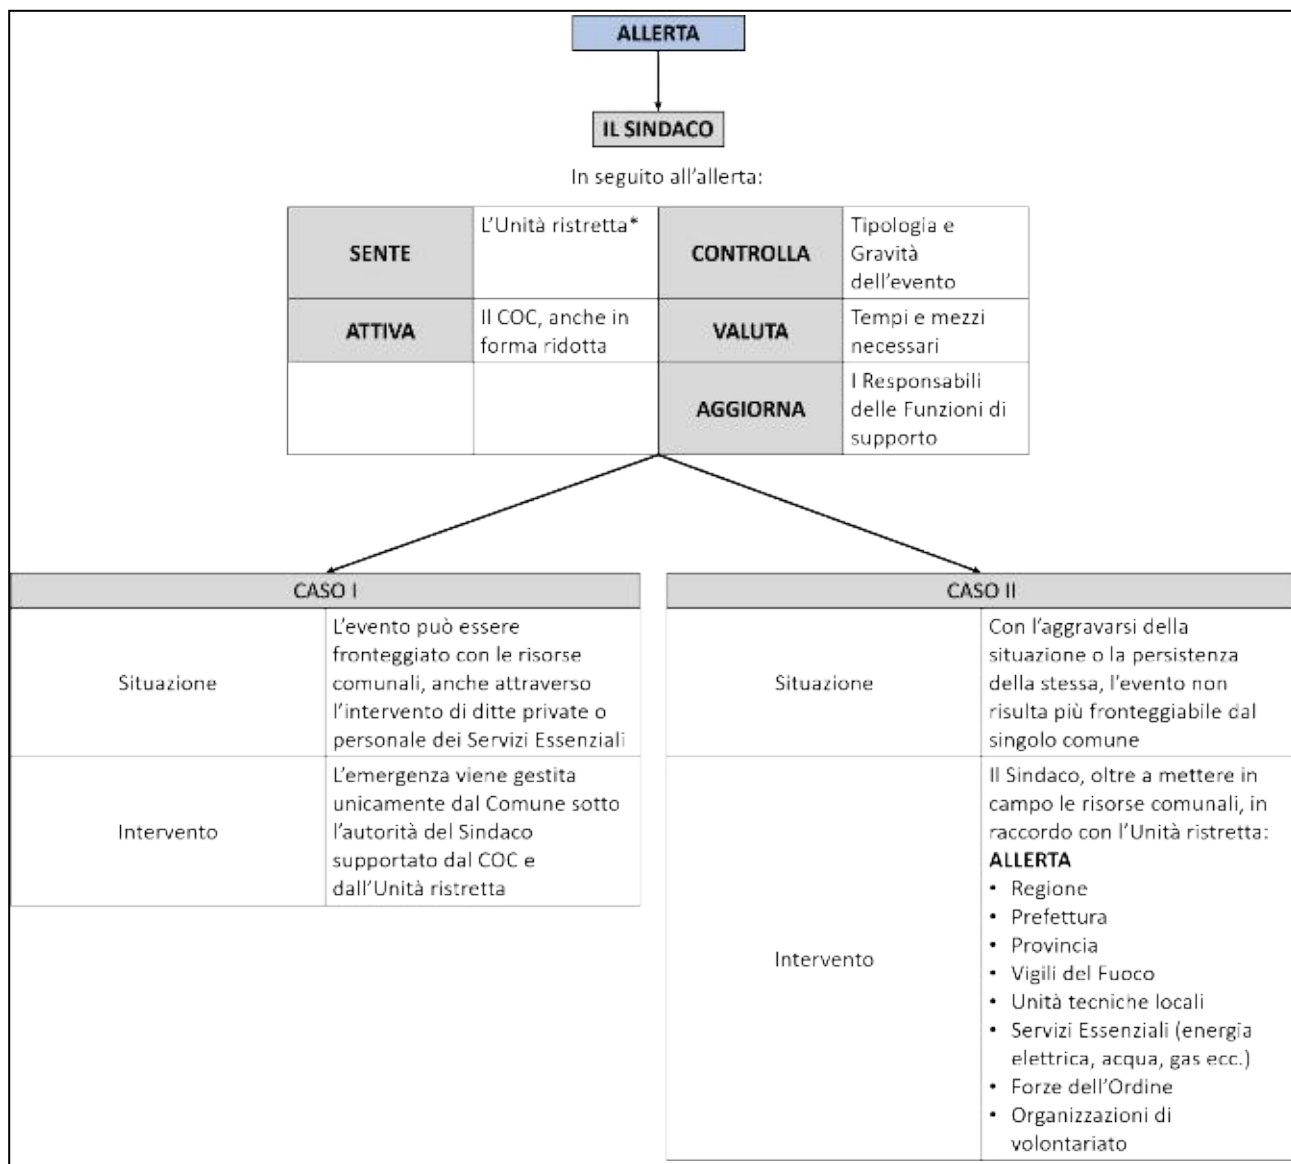 ALLERTA
IL SINDACO
In seguito all'allerta:
SENTE
L'Unità ristretta*
CONTROLLA
Tipologia e
Gravità
dell'evento
ATTIVA
Il COC, anche in
forma ridotta
VALUTA
Tempi e mezzi
necessari
AGGIORNA
I Responsabili
delle Funzioni di
supporto
CASO I
Situazione
L'evento può essere
fronteggiato con le risorse
comunali, anche attraverso
l'intervento di ditte private o
personale dei Servizi Essenziali
Intervento
L'emergenza viene gestita
unicamente dal Comune sotto
l'autorità del Sindaco
supportato dal COC e
dall'Unità ristretta
CASO II
Situazione
Con l'aggravarsi della
situazione o la persistenza
della stessa, l'evento non
risulta più fronteggiabile dal
singolo comune
Intervento
Il Sindaco, oltre a mettere in
campo le risorse comunali, in
raccordo con l'Unità ristretta:
ALLERTA
• Regione
• Prefettura
• Provincia
• Vigili del Fuoco
• Unità tecniche locali
• Servizi Essenziali (energia
elettrica, acqua, gas ecc.)
• Forze dell'Ordine
• Organizzazioni di
volontariato